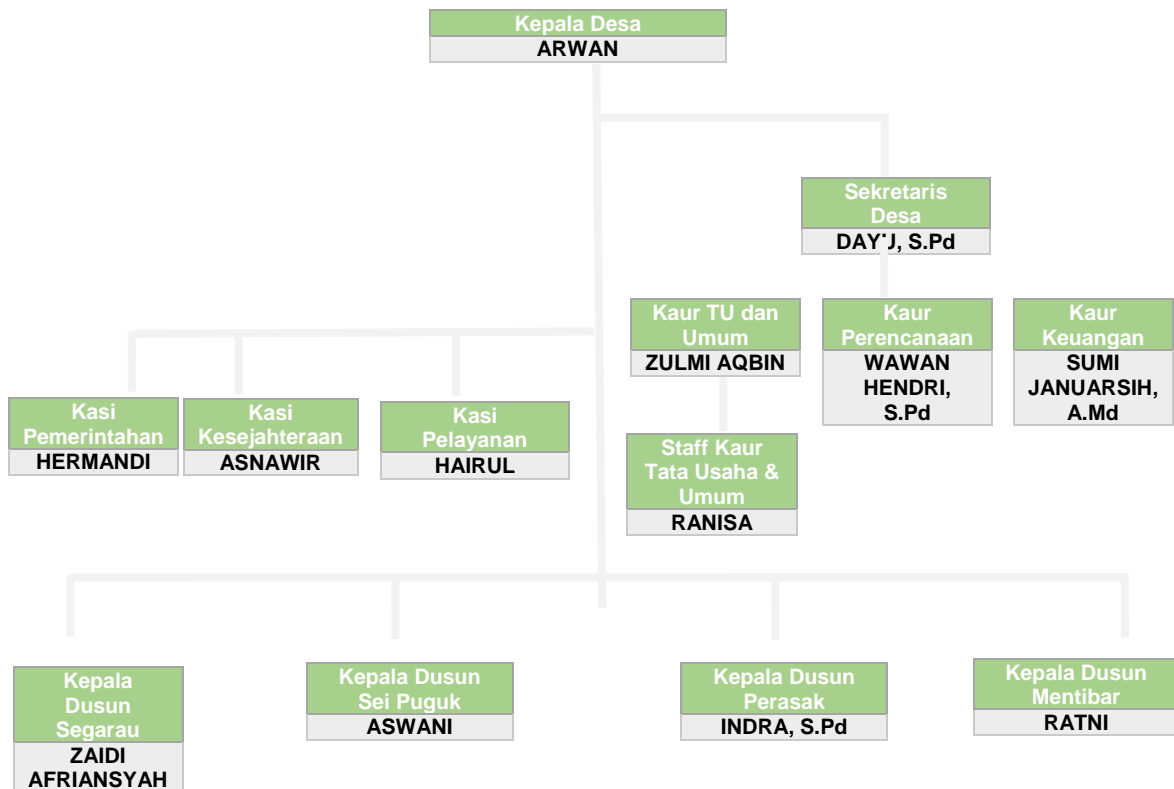 Kepala Desa
ARWAN
Sekretaris
Desa
DAYU, S.Pd
Kaur TU dan
Umum
ZULMI AQBIN
Kaur
Perencanaan
WAWAN
HENDRI,
S.Pd
Kaur
Keuangan
SUMI
JANUARSIH,
A.Md
Kasi
Pemerintahan
HERMANDI
Kasi
Kesejahteraan
ASNAWIR
Kasi
Pelayanan
HAIRUL
Staff Kaur
Tata Usaha &
Umum
RANISA
Kepala
Dusun
Segarau
ZAIDI
AFRIANSYAH
Kepala Dusun
Sei Puguk
ASWANI
Kepala Dusun
Perasak
INDRA, S.Pd
Kepala Dusun
Mentibar
RATNI